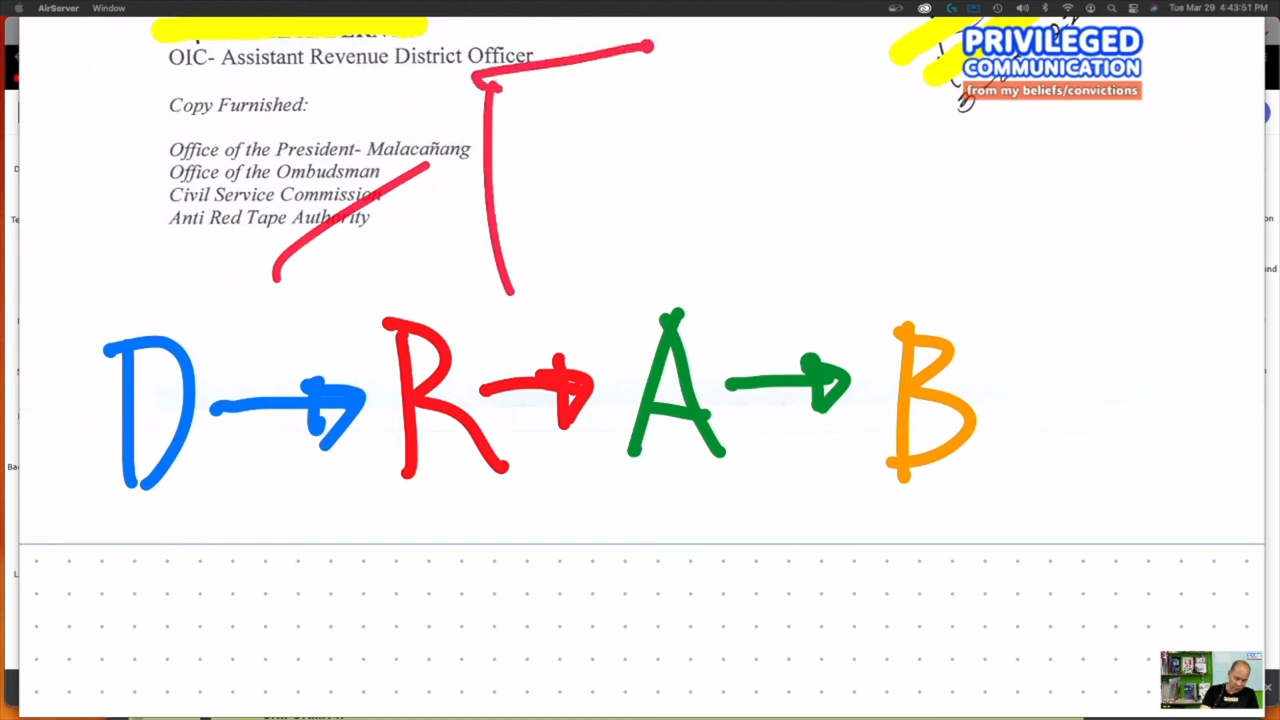 AirServer Window
Tue Mar 29 4:43:51 PM
OIC- Assistant Revenue District Officer
PRIVILEGED
COMMUNICATION
from my beliefs/convictions
Copy Furnished:
Office of the President- Malacañang
Office of the Ombudsman
Civil Service Commission
Anti Red Tape Authority
D → R → A → B